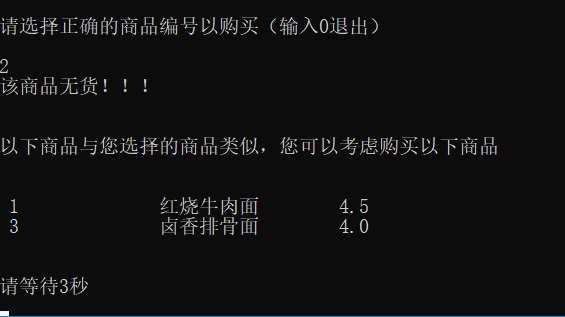 请选择正确的商品编号以购买（输入0退出）
2
该商品无货！！！
以下商品与您选择的商品类似，您可以考虑购买以下商品
1 红烧牛肉面 4.5
3 卤香排骨面 4.0
请等待3秒